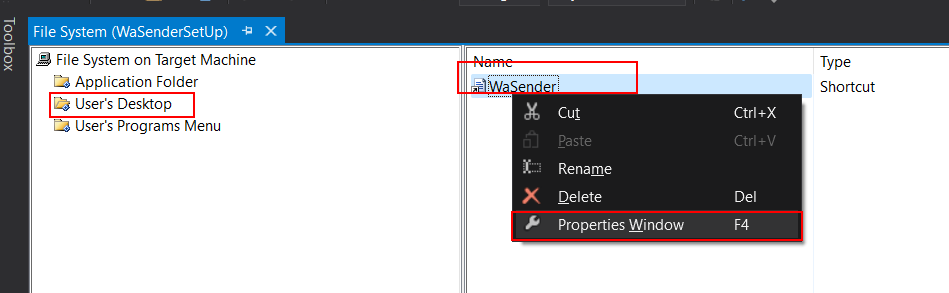 Toolbox
File System (WaSenderSetUp)
File System on Target Machine
Application Folder
User's Desktop
User's Programs Menu
Name Type
WaSender Shortcut
Cut Ctrl+X
Paste Ctrl+V
Rename
Delete Del
Properties Window F4